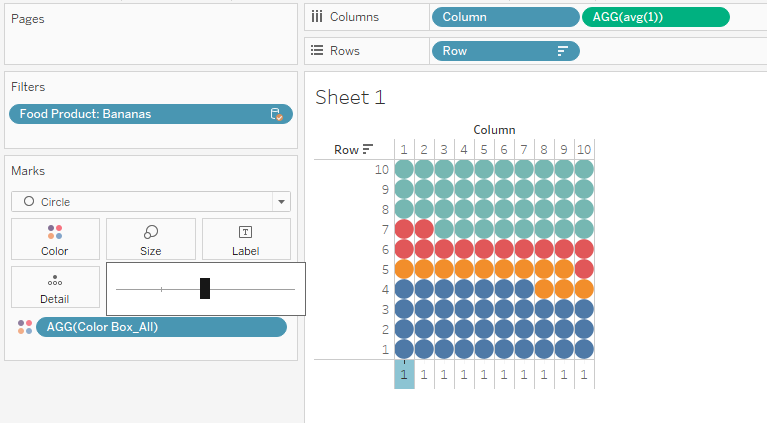 Pages
Columns
Column
AGG(avg(1))
Rows
Row
Filters
Food Product: Bananas
Sheet 1
Marks
Circle
Color
Size
T
Label
Detail
AGG(Color Box_All)
Column
Row
1 2 3 4 5 6 7 8 9 10
10
9
8
7
6
5
4
3
2
1
1 1 1 1 1 1 1 1 1 1